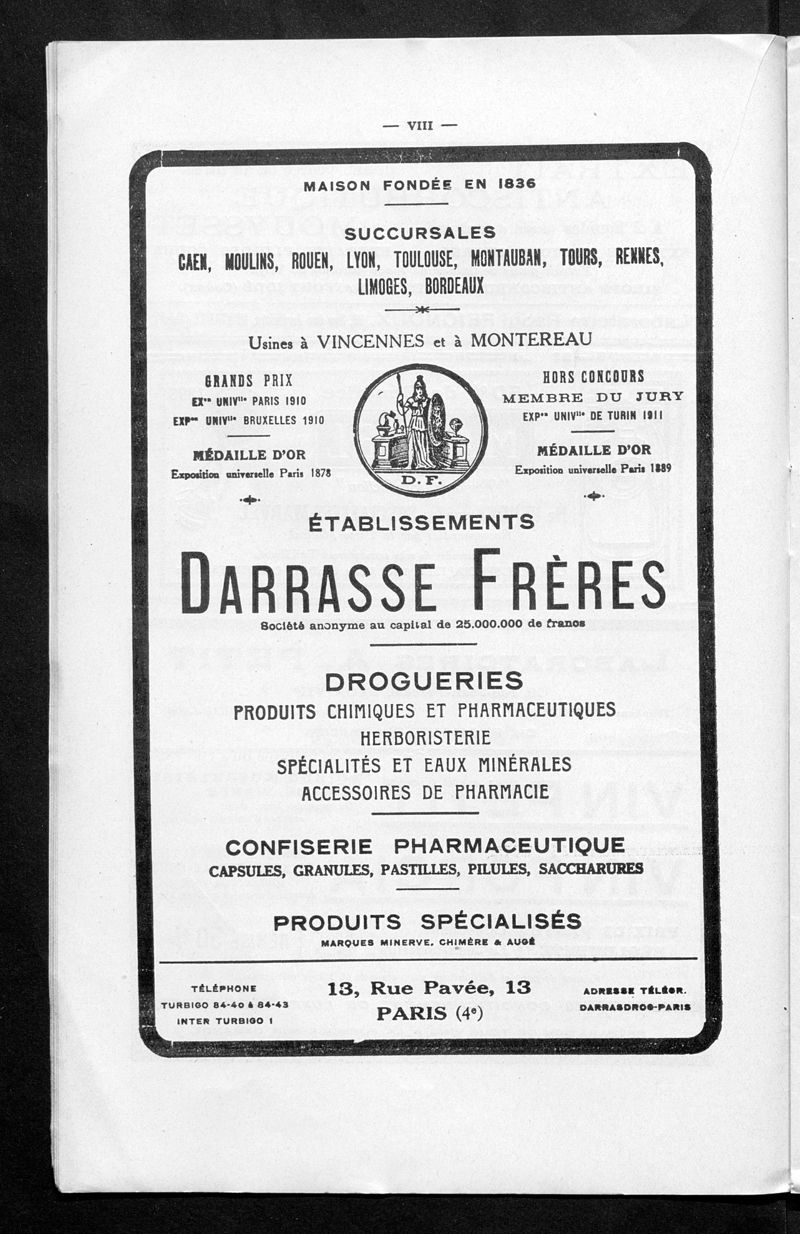 — VIII —
MAISON FONDÉE EN 1836
SUCCURSALES
CAEN, MOULINS, ROUEN, LYON, TOULOUSE, MONTAUBAN, TOURS, RENNES,
LIMOGES, BORDEAUX
Usines à VINCENNES et à MONTEREAU
GRANDS PRIX
EXᵒⁿ UNIVˡˡᵉ PARIS 1910
EXPᵒⁿ UNIVˡˡᵉ BRUXELLES 1910
MÉDAILLE D'OR
Exposition universelle Paris 1878
D. F.
HORS CONCOURS
MEMBRE DU JURY
EXPᵒⁿ UNIVˡˡᵉ DE TURIN 1911
MÉDAILLE D'OR
Exposition universelle Paris 1889
ÉTABLISSEMENTS
DARRASSE FRÈRES
Société anonyme au capital de 25.000.000 de francs
DROGUERIES
PRODUITS CHIMIQUES ET PHARMACEUTIQUES
HERBORISTERIE
SPÉCIALITÉS ET EAUX MINÉRALES
ACCESSOIRES DE PHARMACIE
CONFISERIE PHARMACEUTIQUE
CAPSULES, GRANULES, PASTILLES, PILULES, SACCHARURES
PRODUITS SPÉCIALISÉS
MARQUES MINERVE, CHIMÈRE & AUGÉ
TÉLÉPHONE
TURBIGO 84-40 à 84-43
INTER TURBIGO 1
13, Rue Pavée, 13
PARIS (4ᵉ)
ADRESSE TÉLÉGR.
DARRASDROG-PARIS